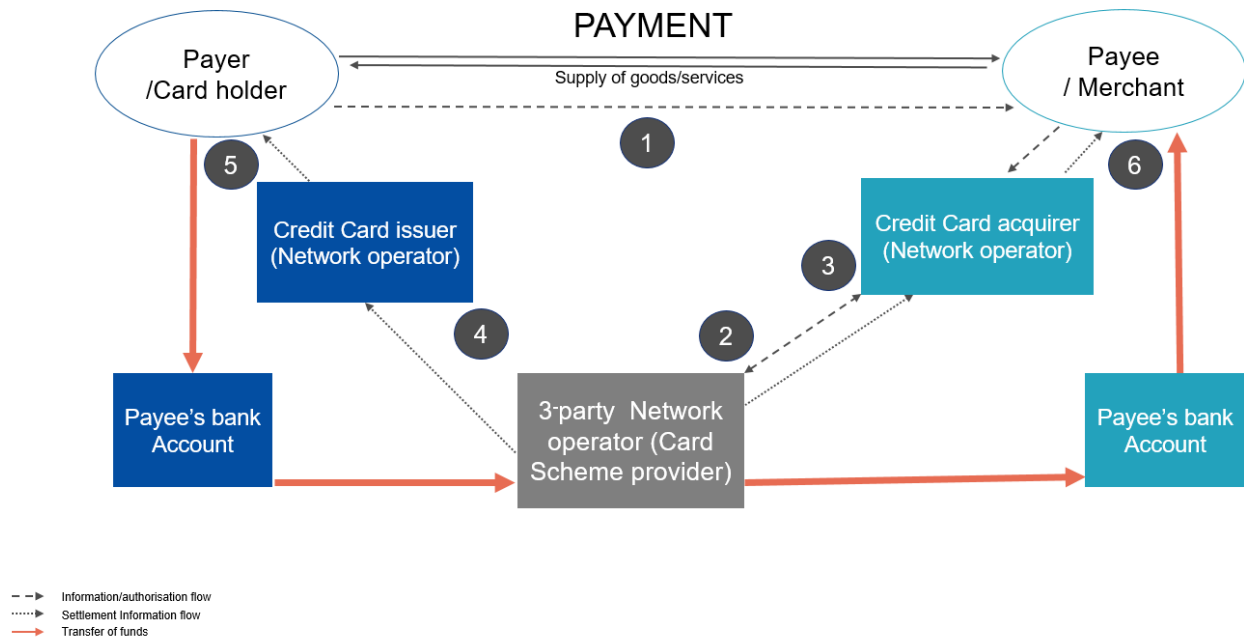 PAYMENT
Payer
/Card holder
Supply of goods/services
Payee
/ Merchant
1
5
6
Credit Card issuer
(Network operator)
Credit Card acquirer
(Network operator)
3
4
2
Payee's bank
Account
3-party Network
operator (Card
Scheme provider)
Payee's bank
Account
Information/authorisation flow
Settlement Information flow
Transfer of funds